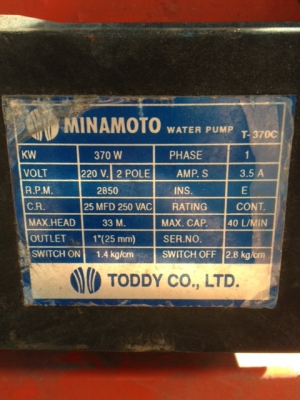 MINAMOTO WATER PUMP T-370C
KW 370 W PHASE 1
VOLT 220 V. 2 POLE AMP. S 3.5 A
R.P.M. 2850 INS. E
C.R. 25 MFD 250 VAC RATING CONT.
MAX.HEAD 33 M. MAX. CAP. 40 L/MIN
OUTLET 1"(25 mm) SER.NO.
SWITCH ON 1.4 kg/cm SWITCH OFF 2.8 kg/cm
TODDY CO., LTD.